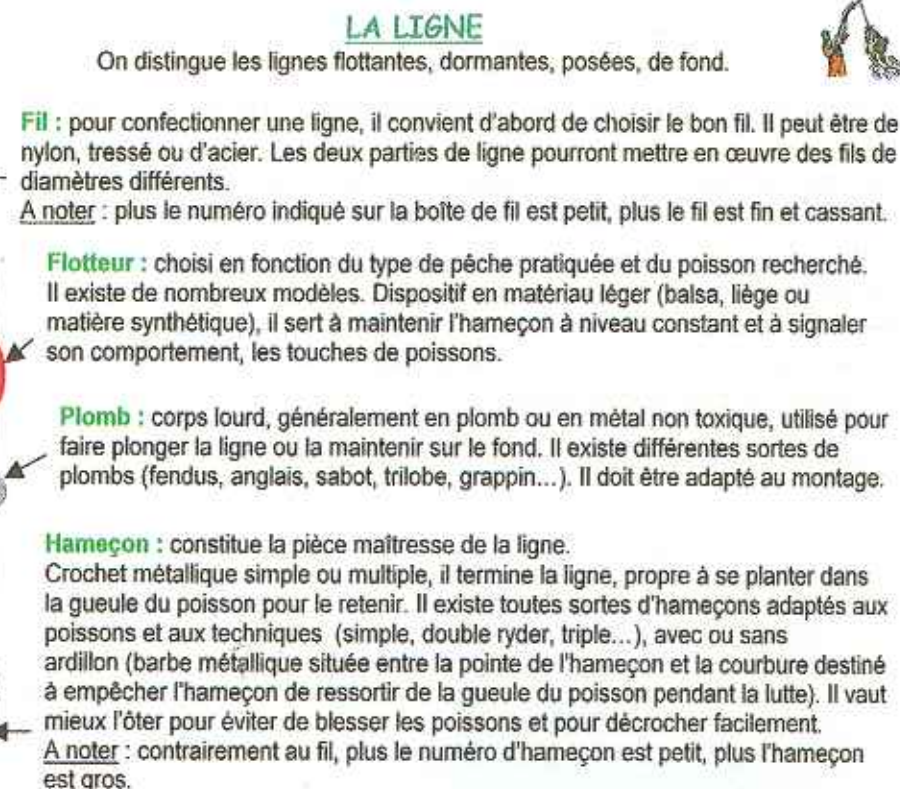 LA LIGNE
On distingue les lignes flottantes, dormantes, posées, de fond.
Fil : pour confectionner une ligne, il convient d'abord de choisir le bon fil. Il peut être de
nylon, tressé ou d'acier. Les deux parties de ligne pourront mettre en œuvre des fils de
diamètres différents.
A noter : plus le numéro indiqué sur la boîte de fil est petit, plus le fil est fin et cassant.
Flotteur : choisi en fonction du type de pêche pratiquée et du poisson recherché.
Il existe de nombreux modèles. Dispositif en matériau léger (balsa, liège ou
matière synthétique), il sert à maintenir l'hameçon à niveau constant et à signaler
son comportement, les touches de poissons.
Plomb : corps lourd, généralement en plomb ou en métal non toxique, utilisé pour
faire plonger la ligne ou la maintenir sur le fond. Il existe différentes sortes de
plombs (fendus, anglais, sabot, trilobe, grappin...). Il doit être adapté au montage.
Hameçon : constitue la pièce maîtresse de la ligne.
Crochet métallique simple ou multiple, il termine la ligne, propre à se planter dans
la gueule du poisson pour le retenir. Il existe toutes sortes d'hameçons adaptés aux
poissons et aux techniques (simple, double ryder, triple...), avec ou sans
ardillon (barbe métallique située entre la pointe de l'hameçon et la courbure destiné
à empêcher l'hameçon de ressortir de la gueule du poisson pendant la lutte). Il vaut
mieux l'ôter pour éviter de blesser les poissons et pour décrocher facilement.
A noter : contrairement au fil, plus le numéro d'hameçon est petit, plus l'hameçon
est gros.